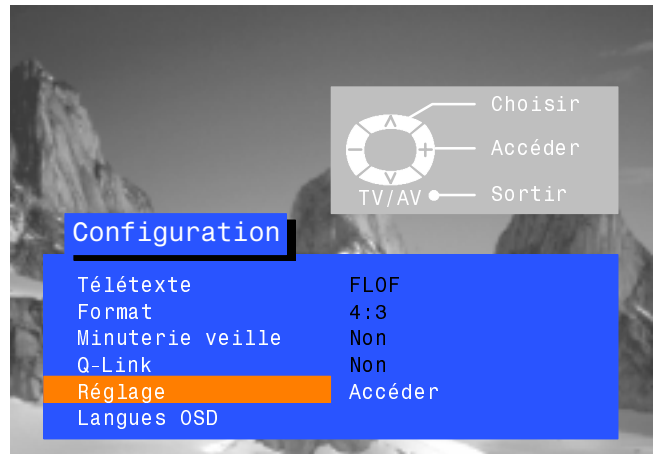 Choisir
Accéder
TV/AV Sortir
Configuration
Télétexte FLOF
Format 4:3
Minuterie veille Non
Q-Link Non
Réglage Accéder
Langues OSD